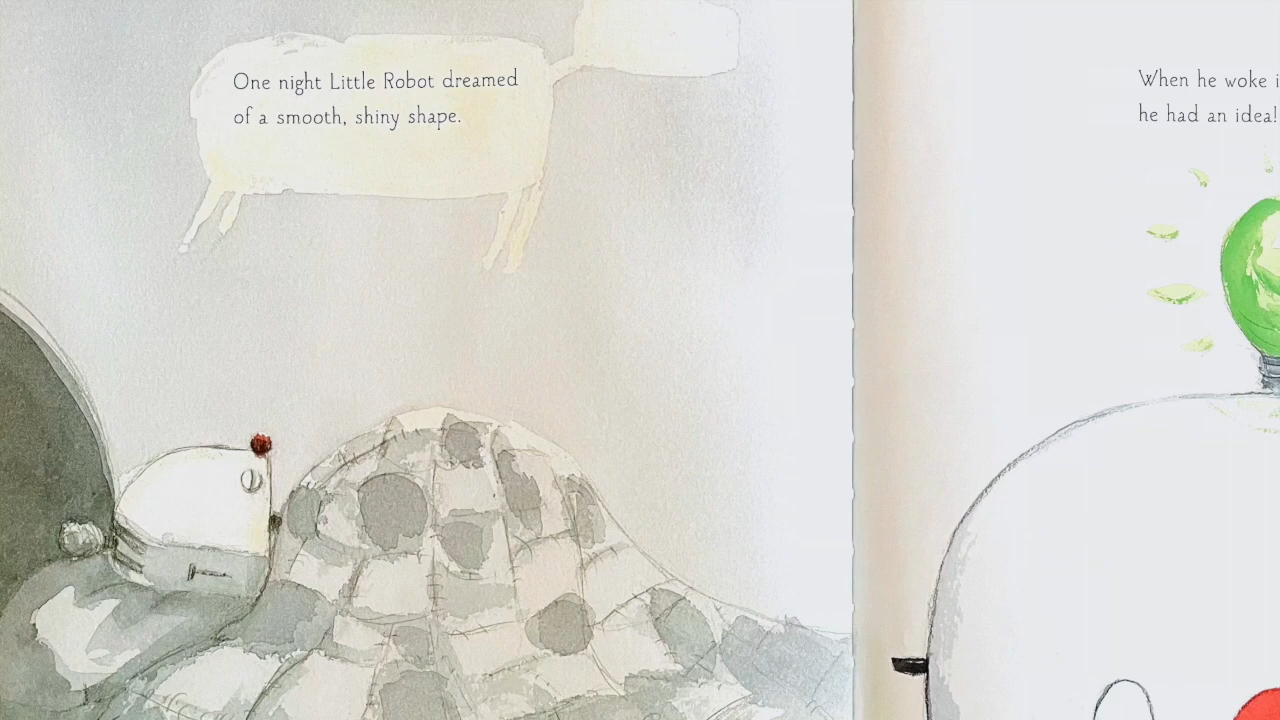 One night Little Robot dreamed
of a smooth, shiny shape.
When he woke
he had an idea!